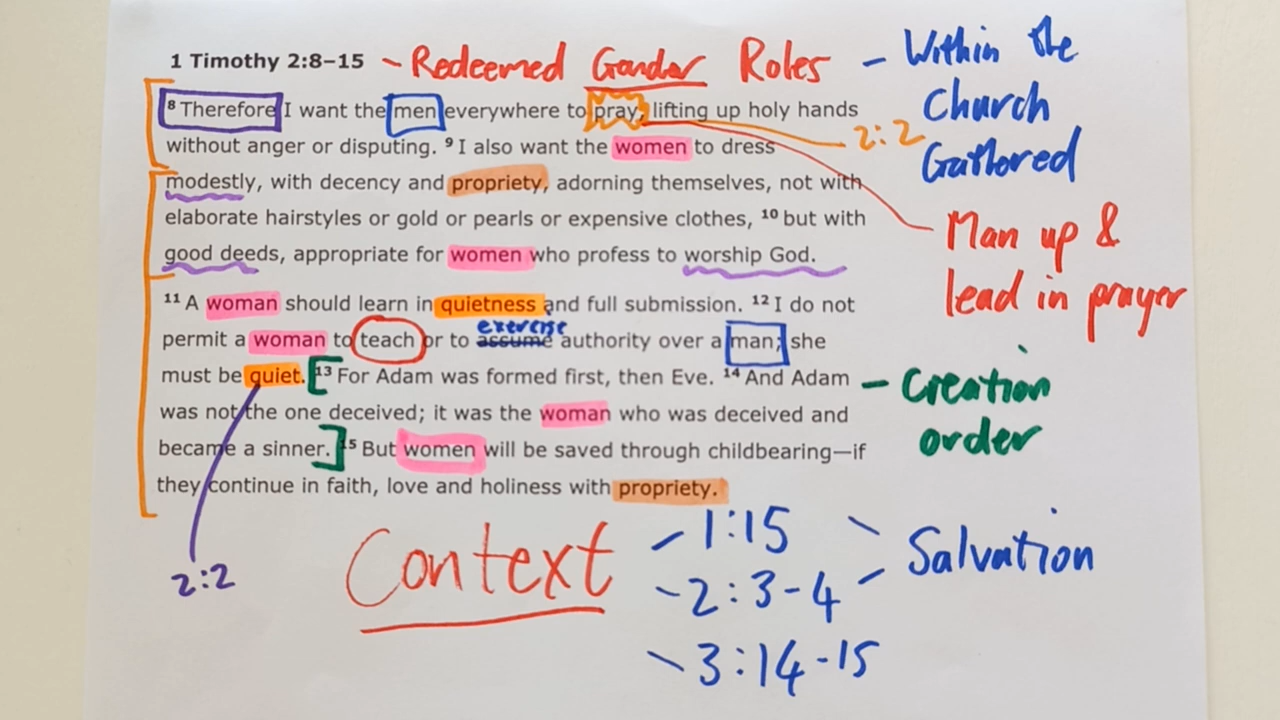 1 Timothy 2:8–15 ~ Redeemed Gender Roles – Within the
Church
Gathered
8 Therefore I want the men everywhere to pray, lifting up holy hands
2:2
without anger or disputing. 9 I also want the women to dress
modestly, with decency and propriety, adorning themselves, not with
elaborate hairstyles or gold or pearls or expensive clothes, 10 but with
good deeds, appropriate for women who profess to worship God.
Man up &
lead in prayer
11 A woman should learn in quietness and full submission. 12 I do not
exercise
permit a woman to teach or to assume authority over a man; she
must be quiet. [13 For Adam was formed first, then Eve. 14 And Adam
– Creation
order
was not the one deceived; it was the woman who was deceived and
became a sinner.] 15 But women will be saved through childbearing—if
they continue in faith, love and holiness with propriety.
2:2
Context
– 1:15
– 2:3-4
– 3:14-15
Salvation